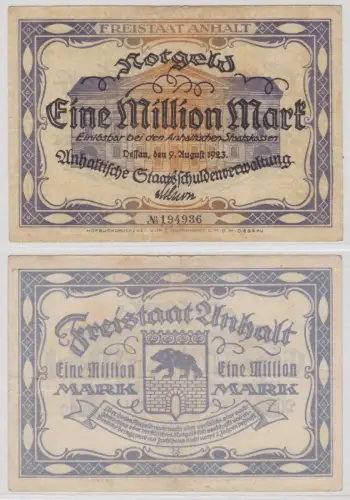 FREISTAAT ANHALT
Notgeld
Eine Million Mark
Einlösbar bei den Anhaltischen Staatskassen
Dessau, den 9. August 1923.
Anhaltische Staatsschuldenverwaltung
№ 194936
DESSAU
Freistaat Anhalt
Eine Million Eine Million
MARK MARK